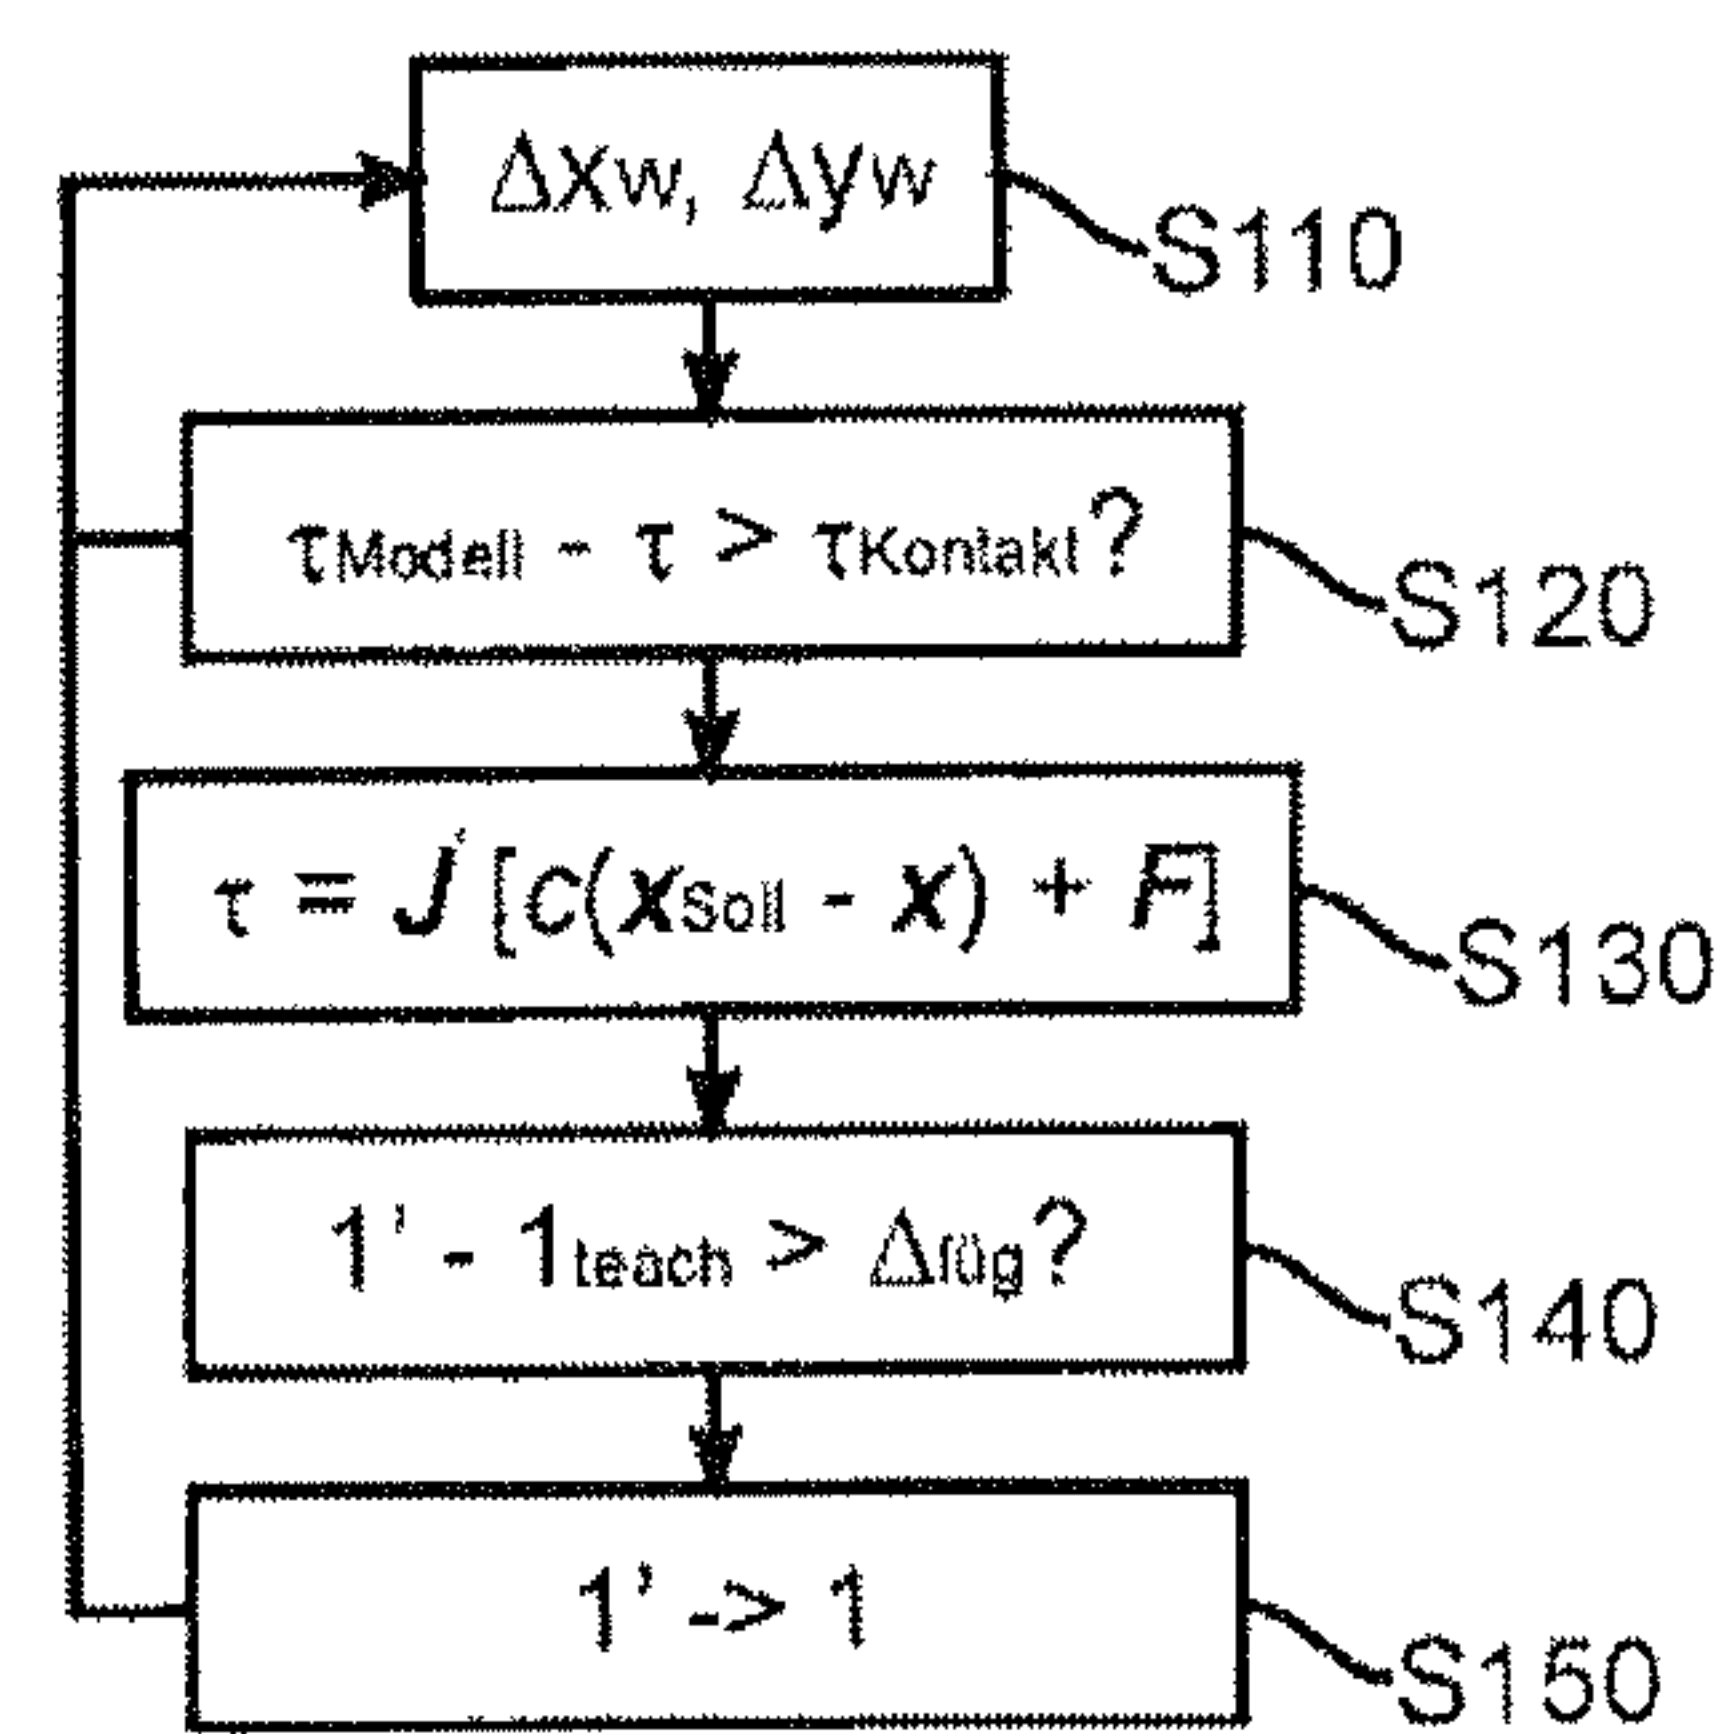 Δxw, Δyw
S110
τModell - τ > τKontakt?
S120
τ = J' [C(xSoll - x) + F]
S130
1' - 1teach > Δfüg?
S140
1' -> 1
S150